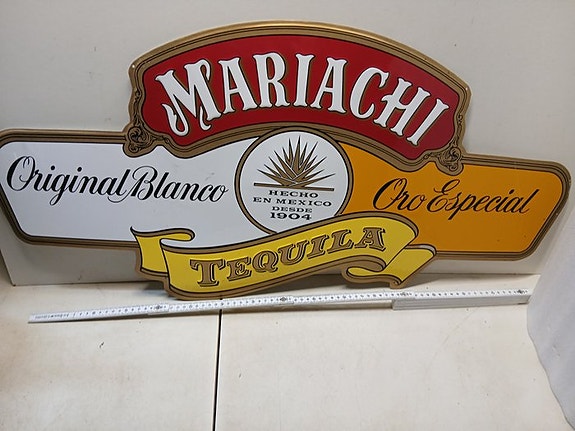 MARIACHI
Original Blanco
HECHO
EN MEXICO
DESDE
1904
Oro Especial
TEQUILA